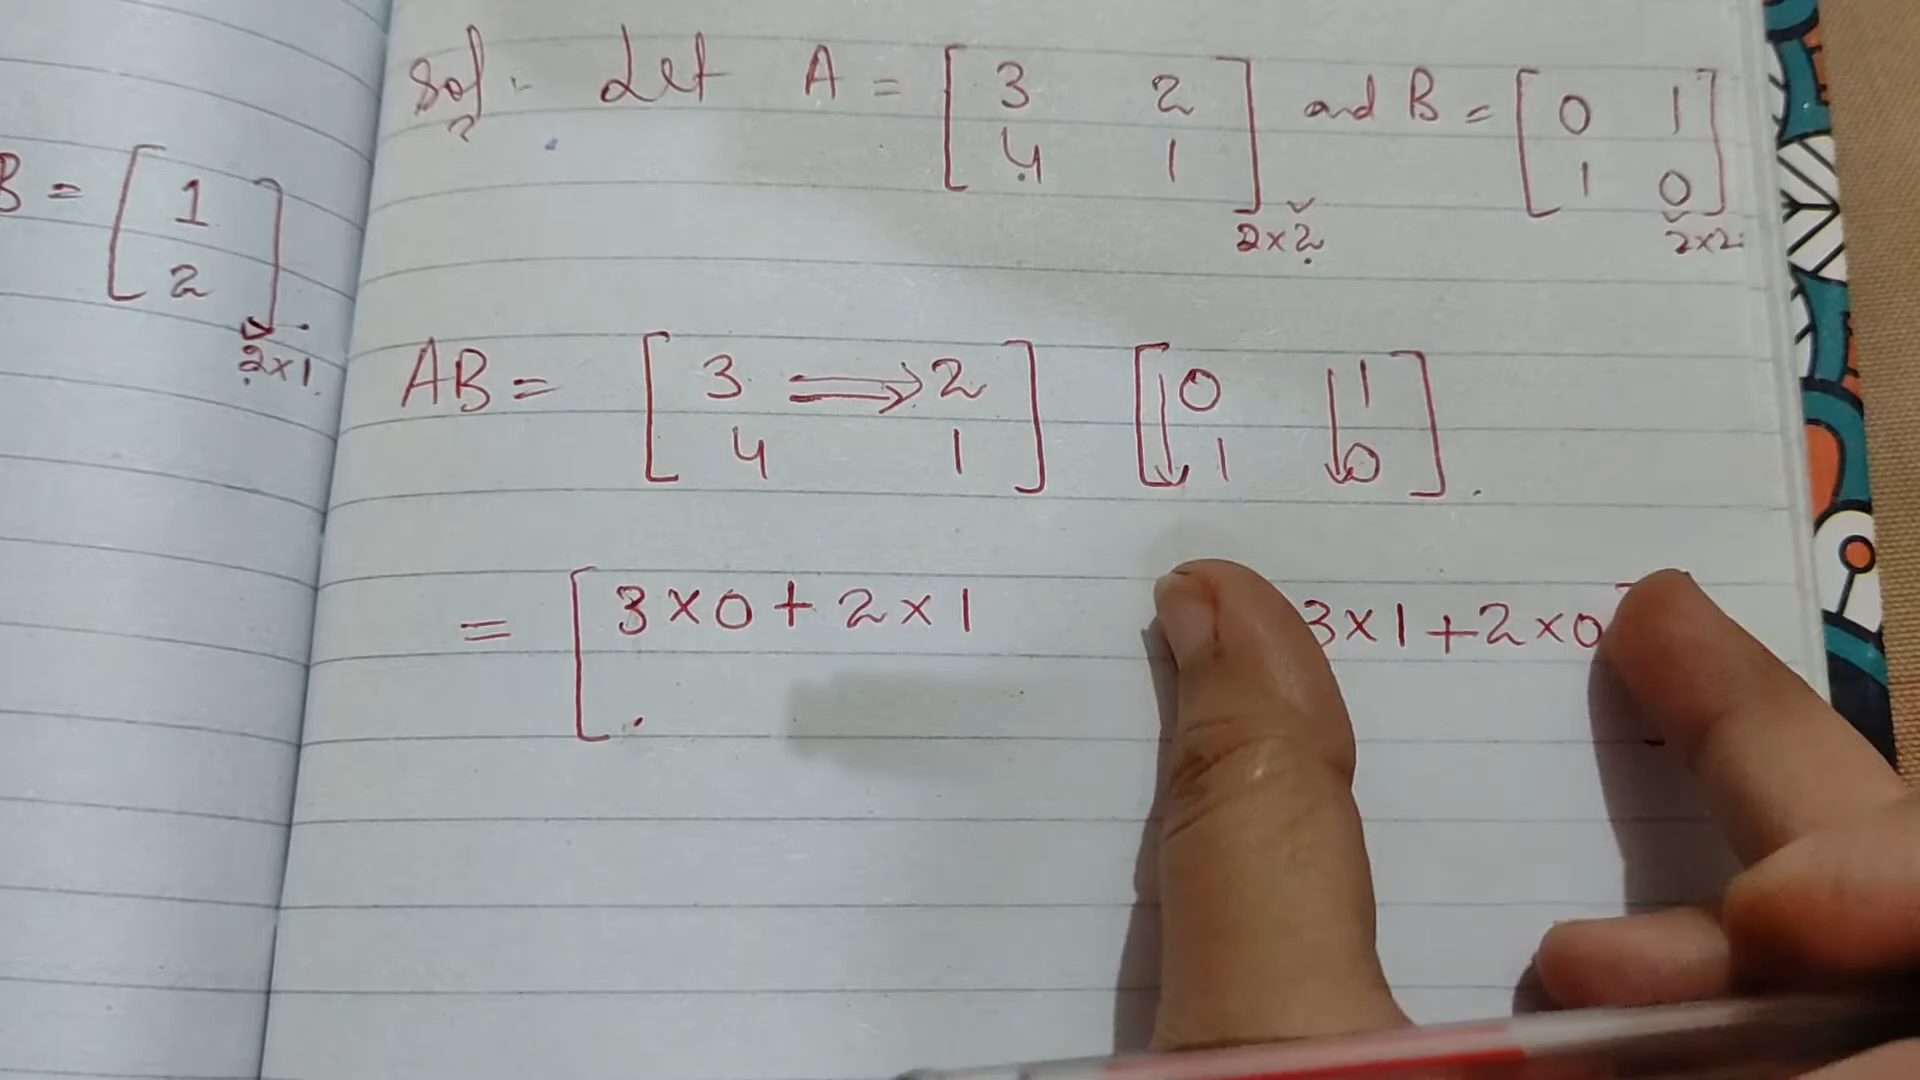 B = [ 1
2 ]
2×1
Sol. Let A = [ 3 2 ] and B = [ 0 1 ]
4 1 1 0
2×2 2×2
AB = [ 3 ⟹ 2 ] [ ↓ 0 ↓ 1 ]
4 1 1 0
= [ 3×0+2×1 3×1+2×0